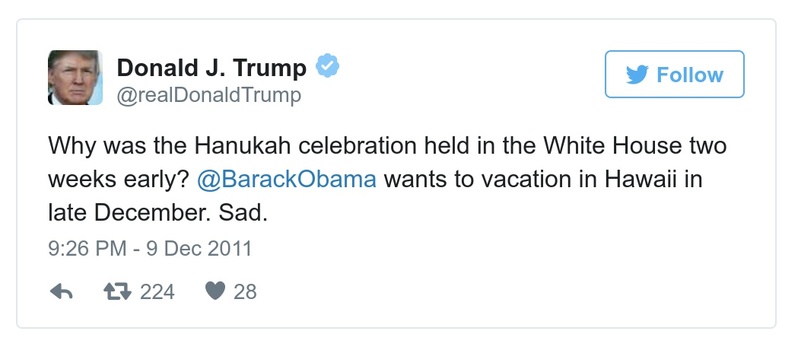 Donald J. Trump
@realDonaldTrump
Follow
Why was the Hanukah celebration held in the White House two
weeks early? @BarackObama wants to vacation in Hawaii in
late December. Sad.
9:26 PM - 9 Dec 2011
224 28